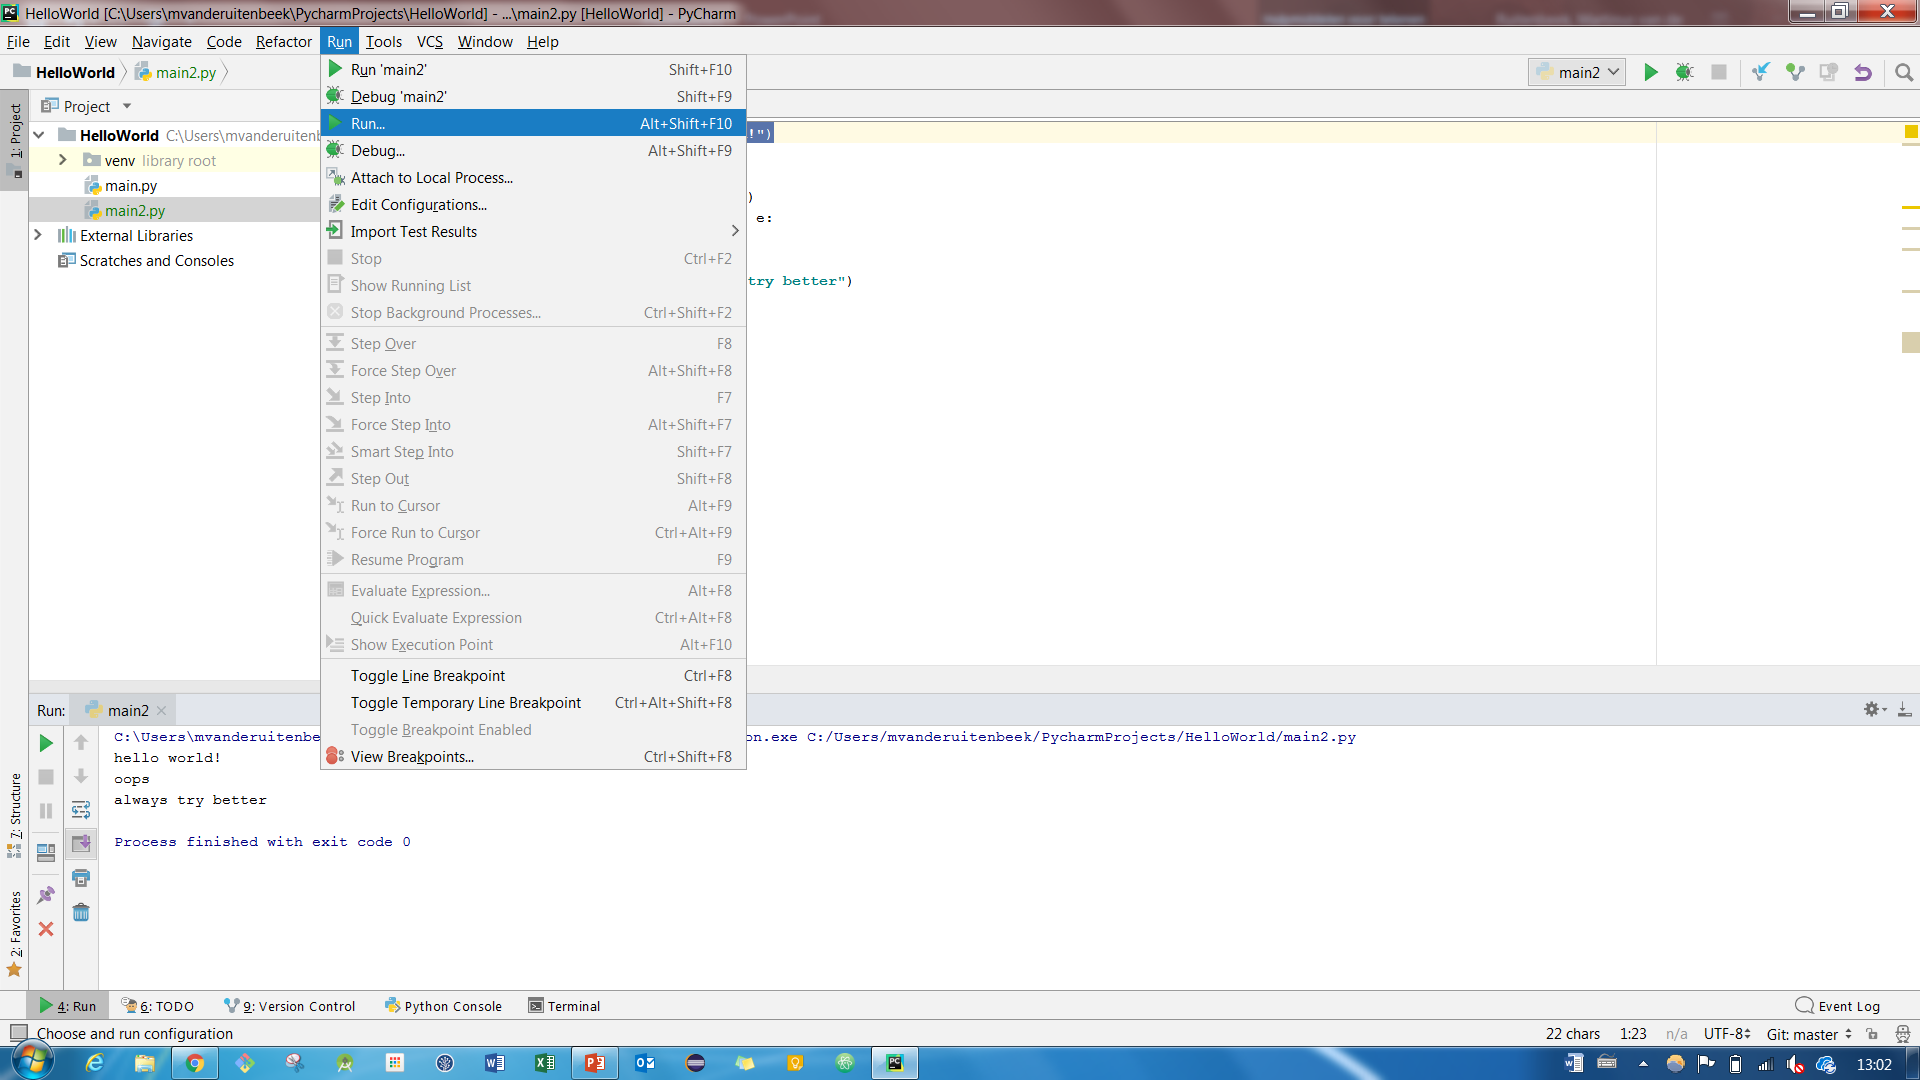 HelloWorld [C:\Users\mvanderuitenbeek\PycharmProjects\HelloWorld] - ...\main2.py [HelloWorld] - PyCharm
File Edit View Navigate Code Refactor Run Tools VCS Window Help
HelloWorld main2.py main2
Project
1: Project
HelloWorld C:\Users\mvanderuitenb
venv library root
main.py
main2.py
External Libraries
Scratches and Consoles
Run 'main2' Shift+F10
Debug 'main2' Shift+F9
Run... Alt+Shift+F10
Debug... Alt+Shift+F9
Attach to Local Process...
Edit Configurations...
Import Test Results
Stop Ctrl+F2
Show Running List
Stop Background Processes... Ctrl+Shift+F2
Step Over F8
Force Step Over Alt+Shift+F8
Step Into F7
Force Step Into Alt+Shift+F7
Smart Step Into Shift+F7
Step Out Shift+F8
Run to Cursor Alt+F9
Force Run to Cursor Ctrl+Alt+F9
Resume Program F9
Evaluate Expression... Alt+F8
Quick Evaluate Expression Ctrl+Alt+F8
Show Execution Point Alt+F10
Toggle Line Breakpoint Ctrl+F8
Toggle Temporary Line Breakpoint Ctrl+Alt+Shift+F8
Toggle Breakpoint Enabled
View Breakpoints... Ctrl+Shift+F8
!")
)
e:
try better")
Run: main2
C:\Users\mvanderuitenbe on.exe C:/Users/mvanderuitenbeek/PycharmProjects/HelloWorld/main2.py
hello world!
oops
always try better
Process finished with exit code 0
7: Structure
2: Favorites
4: Run 6: TODO 9: Version Control Python Console Terminal Event Log
Choose and run configuration 22 chars 1:23 n/a UTF-8 Git: master
13:02